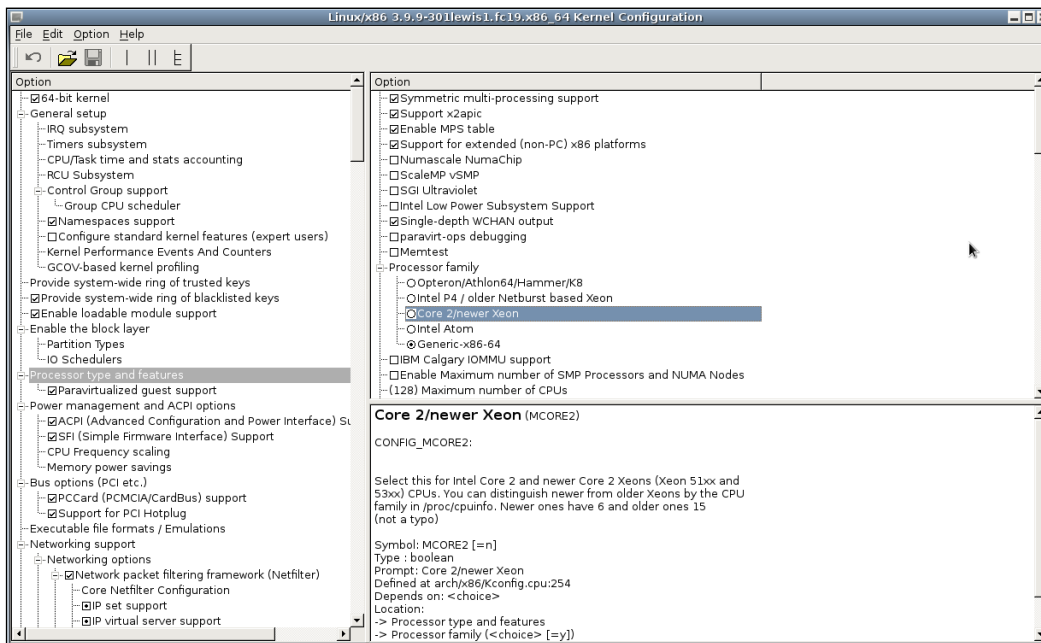 Linux/x86 3.9.9-301lewis1.fc19.x86_64 Kernel Configuration
File Edit Option Help
Option
64-bit kernel
General setup
IRQ subsystem
Timers subsystem
CPU/Task time and stats accounting
RCU Subsystem
Control Group support
Group CPU scheduler
Namespaces support
Configure standard kernel features (expert users)
Kernel Performance Events And Counters
GCOV-based kernel profiling
Provide system-wide ring of trusted keys
Provide system-wide ring of blacklisted keys
Enable loadable module support
Enable the block layer
Partition Types
IO Schedulers
Processor type and features
Paravirtualized guest support
Power management and ACPI options
ACPI (Advanced Configuration and Power Interface) Su
SFI (Simple Firmware Interface) Support
CPU Frequency scaling
Memory power savings
Bus options (PCI etc.)
PCCard (PCMCIA/CardBus) support
Support for PCI Hotplug
Executable file formats / Emulations
Networking support
Networking options
Network packet filtering framework (Netfilter)
Core Netfilter Configuration
IP set support
IP virtual server support
Option
Symmetric multi-processing support
Support x2apic
Enable MPS table
Support for extended (non-PC) x86 platforms
Numascale NumaChip
ScaleMP vSMP
SGI Ultraviolet
Intel Low Power Subsystem Support
Single-depth WCHAN output
paravirt-ops debugging
Memtest
Processor family
Opteron/Athlon64/Hammer/K8
Intel P4 / older Netburst based Xeon
Core 2/newer Xeon
Intel Atom
Generic-x86-64
IBM Calgary IOMMU support
Enable Maximum number of SMP Processors and NUMA Nodes
(128) Maximum number of CPUs
Core 2/newer Xeon (MCORE2)
CONFIG_MCORE2:
Select this for Intel Core 2 and newer Core 2 Xeons (Xeon 51xx and
53xx) CPUs. You can distinguish newer from older Xeons by the CPU
family in /proc/cpuinfo. Newer ones have 6 and older ones 15
(not a typo)
Symbol: MCORE2 [=n]
Type : boolean
Prompt: Core 2/newer Xeon
Defined at arch/x86/Kconfig.cpu:254
Depends on: <choice>
Location:
-> Processor type and features
-> Processor family (<choice> [=y])